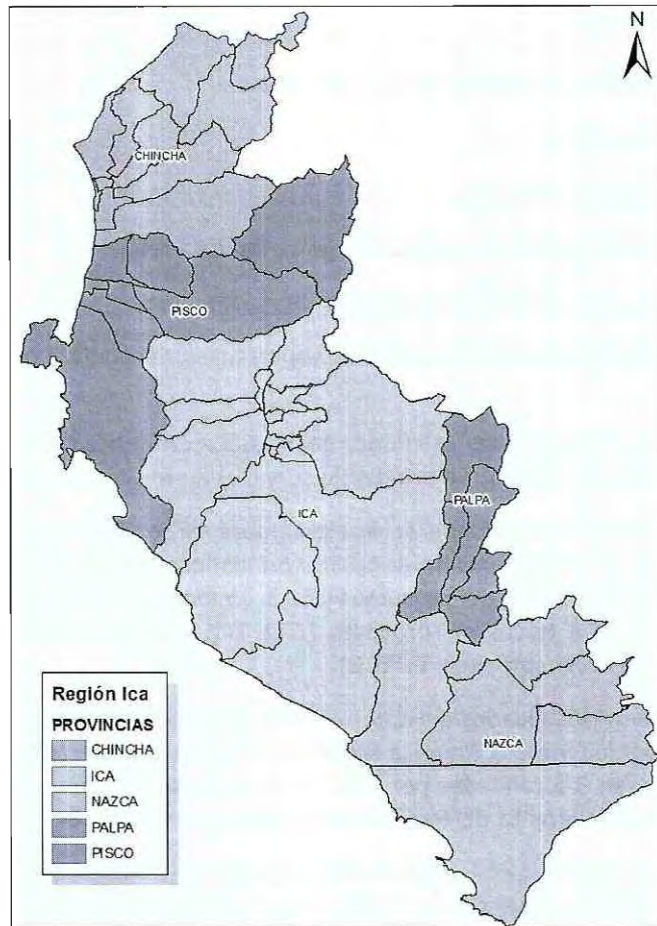 N
CHINCHA
PISCO
PALPA
ICA
NAZCA
Región Ica
PROVINCIAS
CHINCHA
ICA
NAZCA
PALPA
PISCO